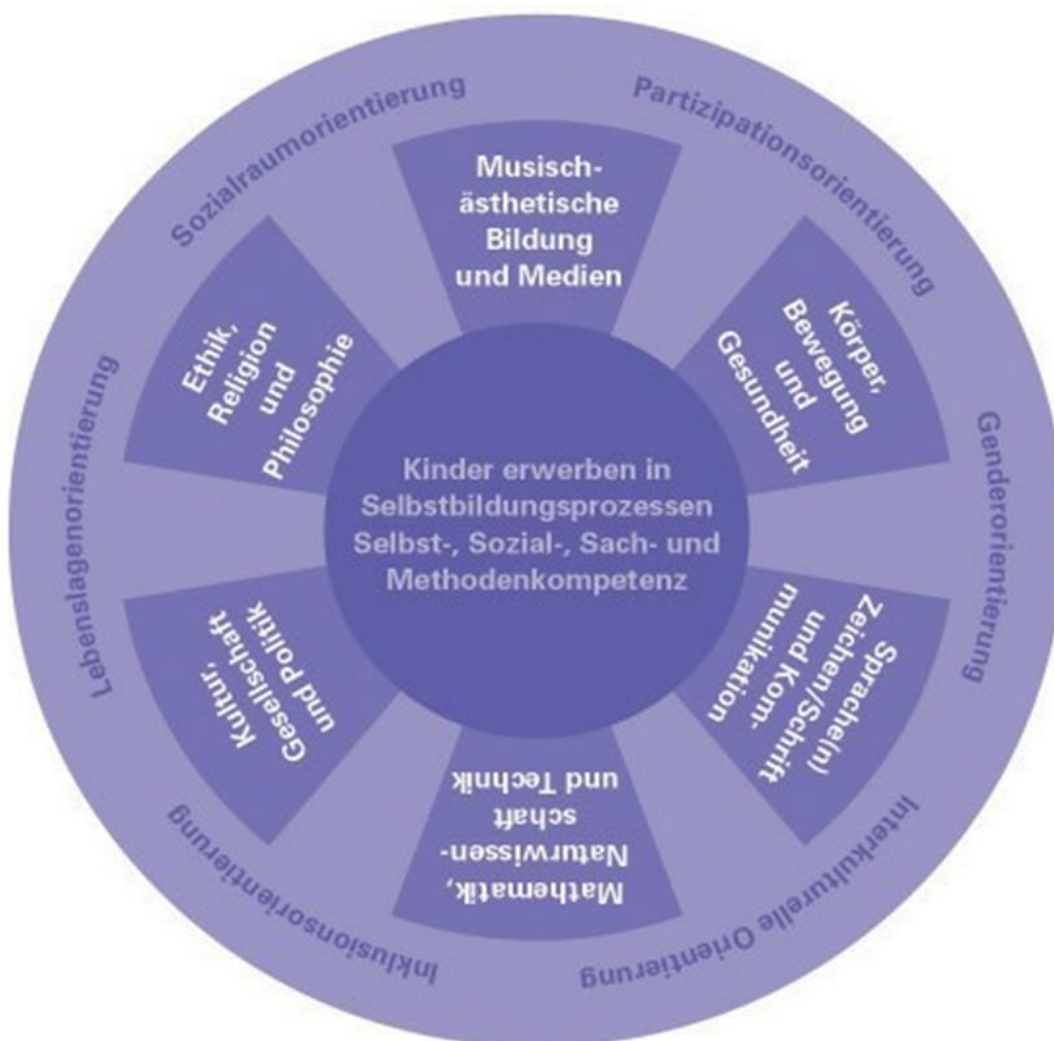 Sozialraumorientierung
Partizipationsorientierung
Genderorientierung
Interkulturelle Orientierung
Inklusionsorientierung
Lebenslagenorientierung
Musisch-
ästhetische
Bildung
und Medien
Körper,
Bewegung
und
Gesundheit
Sprache(n)
Zeichen/Schrift
und Kom-
munikation
Mathematik,
Naturwissen-
schaft
und Technik
Kultur,
Gesellschaft
und Politik
Ethik,
Religion
und
Philosophie
Kinder erwerben in
Selbstbildungsprozessen
Selbst-, Sozial-, Sach- und
Methodenkompetenz